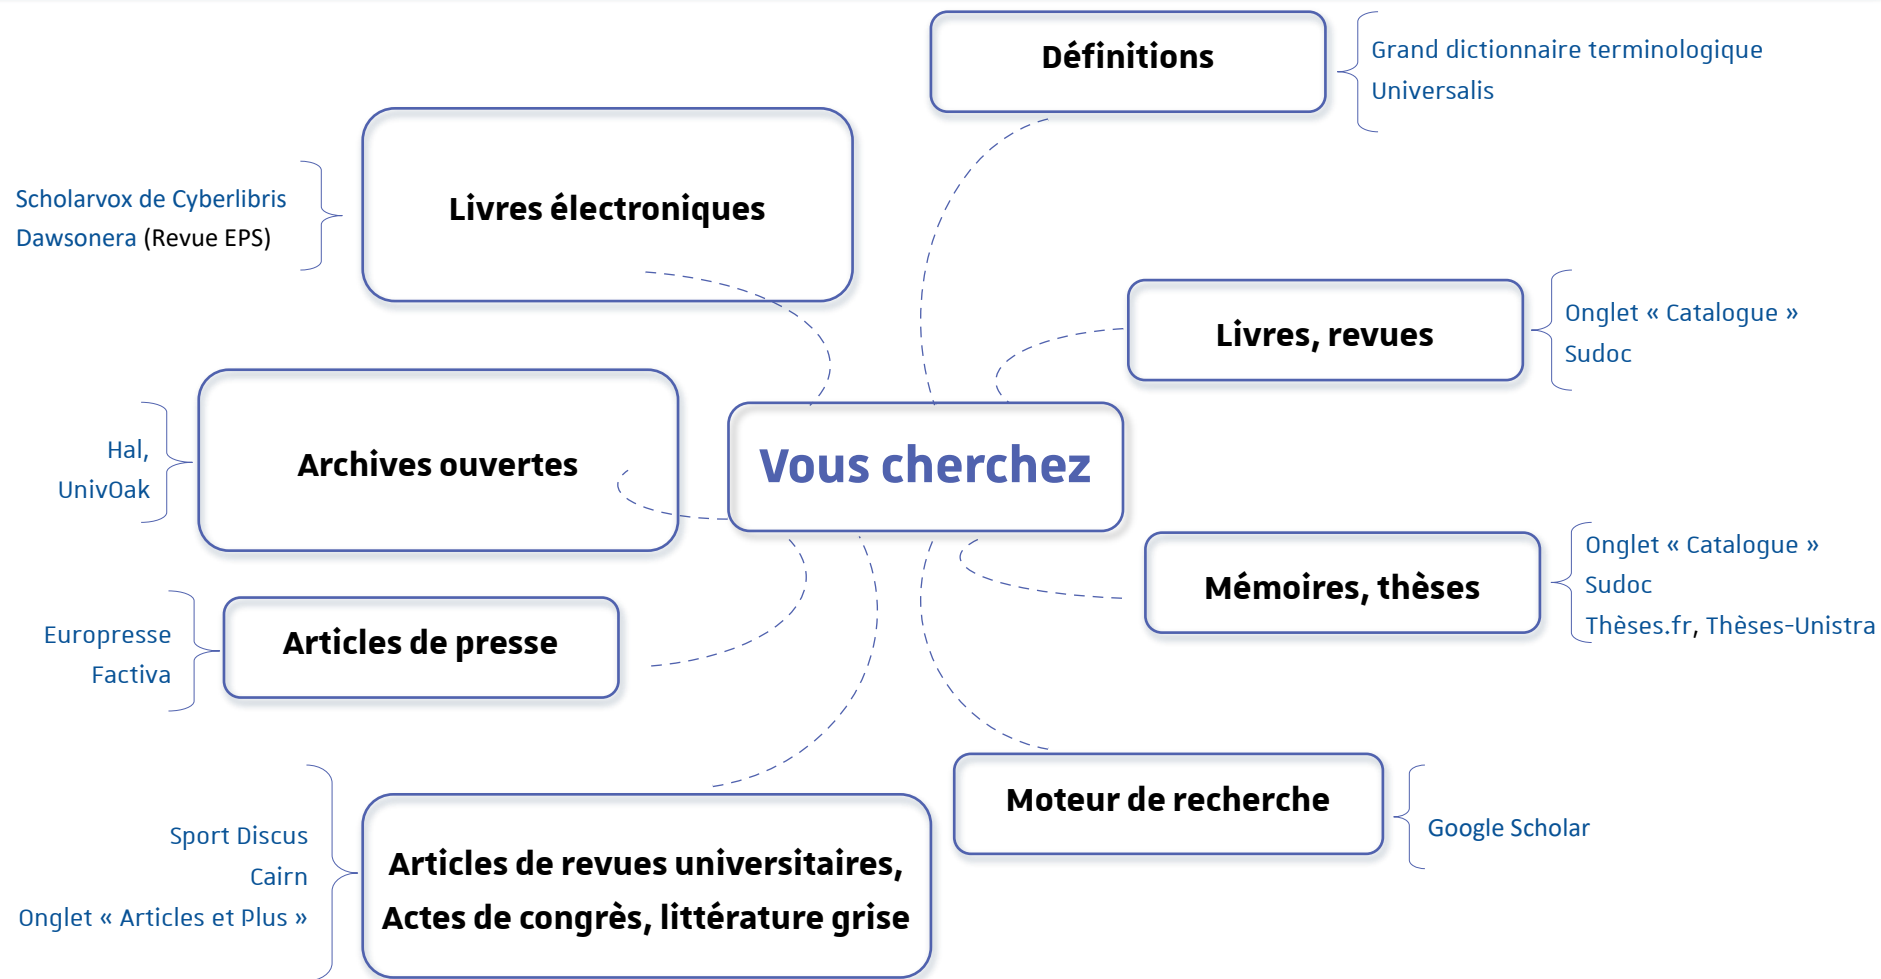 Définitions
Grand dictionnaire terminologique
Universalis
Livres électroniques
Scholarvox de Cyberlibris
Dawsonera (Revue EPS)
Livres, revues
Onglet « Catalogue »
Sudoc
Archives ouvertes
Hal,
UnivOak
Vous cherchez
Mémoires, thèses
Onglet « Catalogue »
Sudoc
Thèses.fr, Thèses-Unistra
Articles de presse
Europresse
Factiva
Moteur de recherche
Google Scholar
Articles de revues universitaires,
Actes de congrès, littérature grise
Sport Discus
Cairn
Onglet « Articles et Plus »